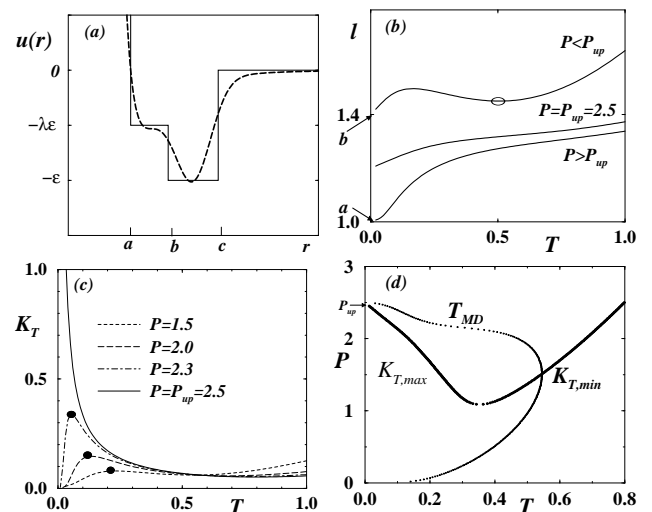 u(r)
(a)
0
−λε
−ε
a
b
c
r
l
(b)
P<P_up
1.4
P=P_up=2.5
b
P>P_up
a
1.0
0.0
0.5
T
1.0
1.0
(c)
K_T
P=1.5
P=2.0
0.5
P=2.3
P=P_up=2.5
0.0
0.0
0.5
T
1.0
3
(d)
P_up
T_MD
2
P
K_T,max
K_T,min
1
0
0.0
0.2
0.4
T
0.6
0.8